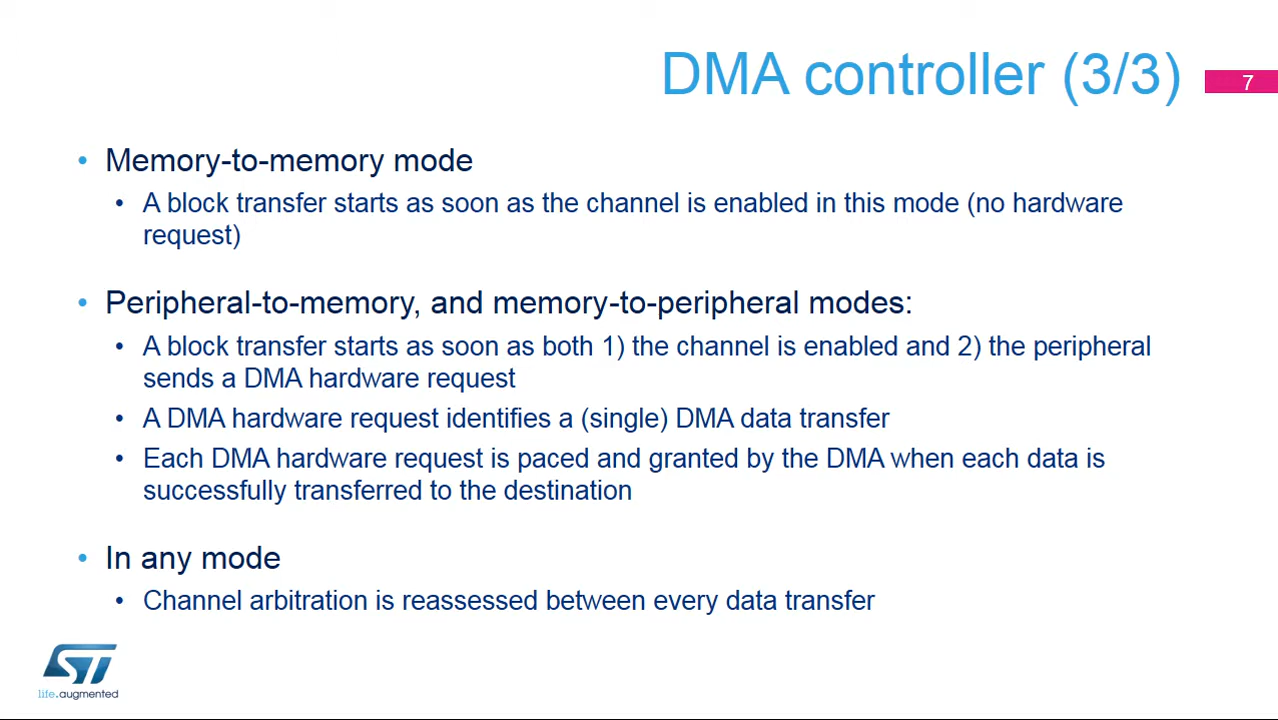 DMA controller (3/3)
7
• Memory-to-memory mode
• A block transfer starts as soon as the channel is enabled in this mode (no hardware
request)
• Peripheral-to-memory, and memory-to-peripheral modes:
• A block transfer starts as soon as both 1) the channel is enabled and 2) the peripheral
sends a DMA hardware request
• A DMA hardware request identifies a (single) DMA data transfer
• Each DMA hardware request is paced and granted by the DMA when each data is
successfully transferred to the destination
• In any mode
• Channel arbitration is reassessed between every data transfer
ST
life.augmented